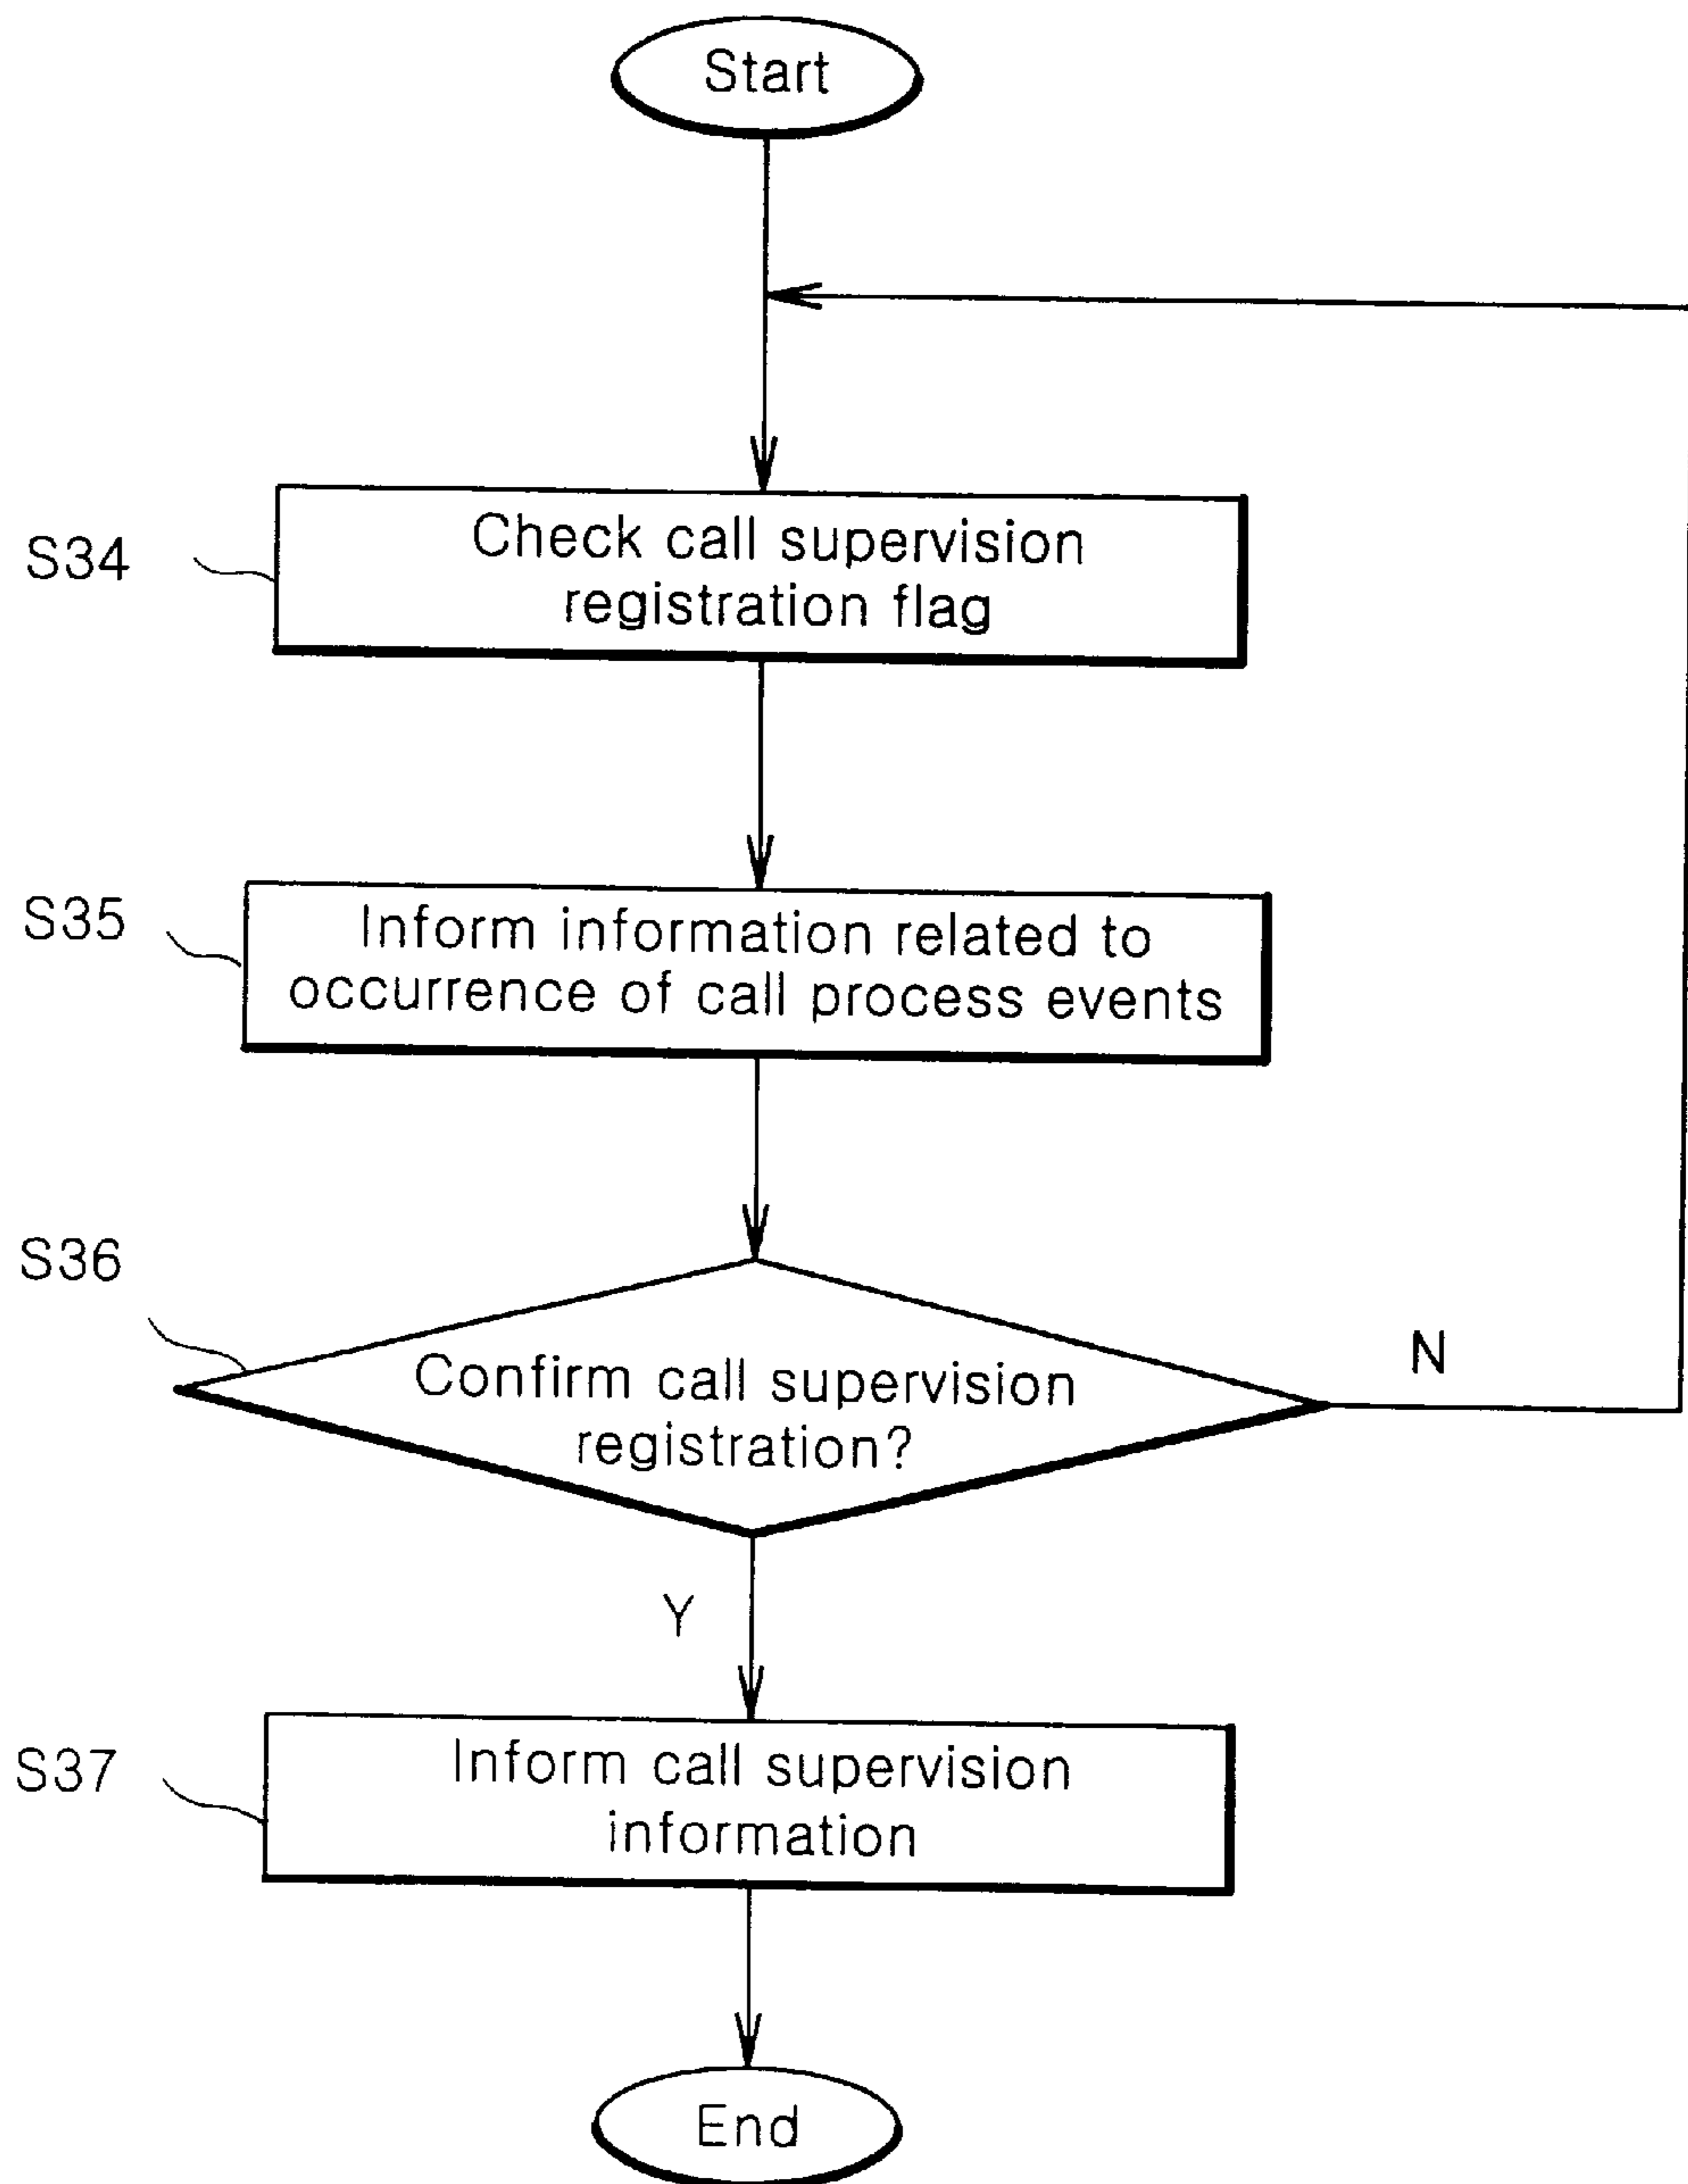 Start
S34
Check call supervision
registration flag
S35
Inform information related to
occurrence of call process events
S36
Confirm call supervision
registration?
N
Y
S37
Inform call supervision
information
End